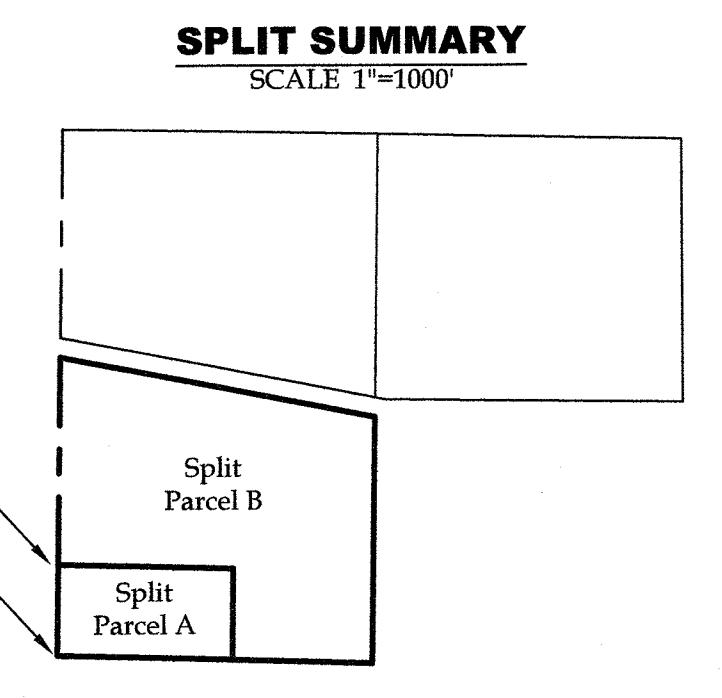 SPLIT SUMMARY
SCALE 1"=1000'
Split
Parcel B
Split
Parcel A